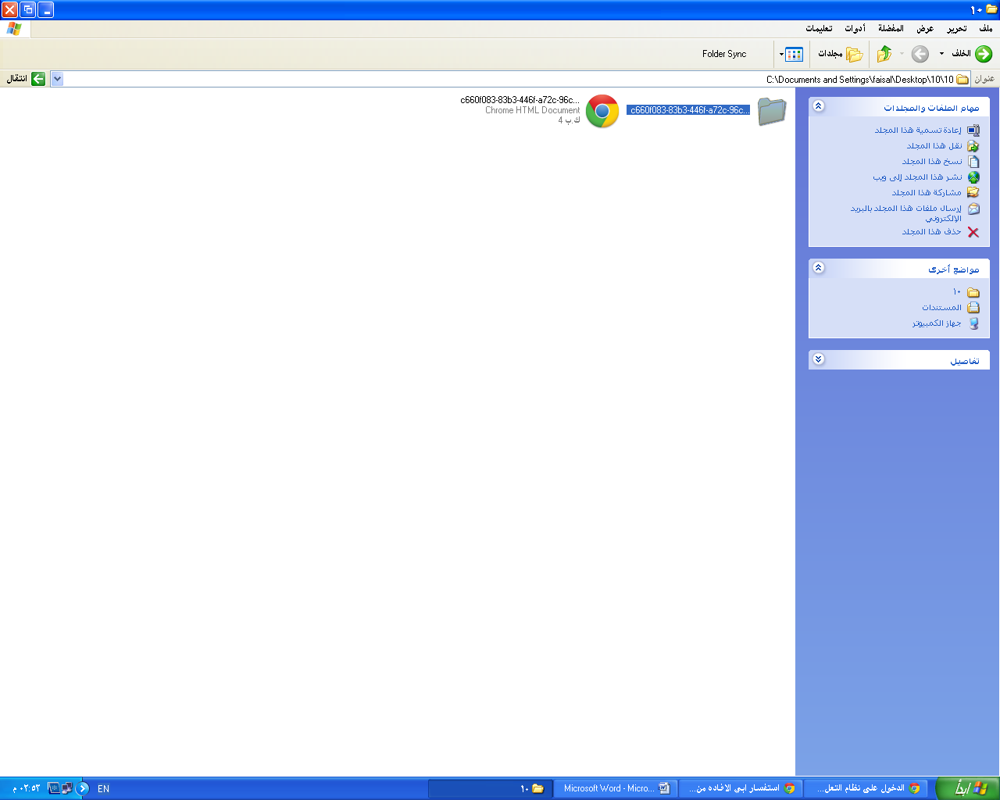 ١٠
ملف تحرير عرض المفضلة أدوات تعليمات
الخلف مجلدات Folder Sync
عنوان C:\Documents and Settings\faisal\Desktop\10\10 انتقال
مهام الملفات والمجلدات
إعادة تسمية هذا المجلد
نقل هذا المجلد
نسخ هذا المجلد
نشر هذا المجلد إلى ويب
مشاركة هذا المجلد
إرسال ملفات هذا المجلد بالبريد
الإلكتروني
حذف هذا المجلد
مواضع أخرى
١٠
المستندات
جهاز الكمبيوتر
تفاصيل
c660f083-83b3-446f-a72c-96c...
c660f083-83b3-446f-a72c-96c...
Chrome HTML Document
4 ك.ب
ابدأ
الدخول على نظام التعل...
استفسار ابي الافاده من...
Microsoft Word - Micro...
١٠
EN
٠٢:٥٣ م